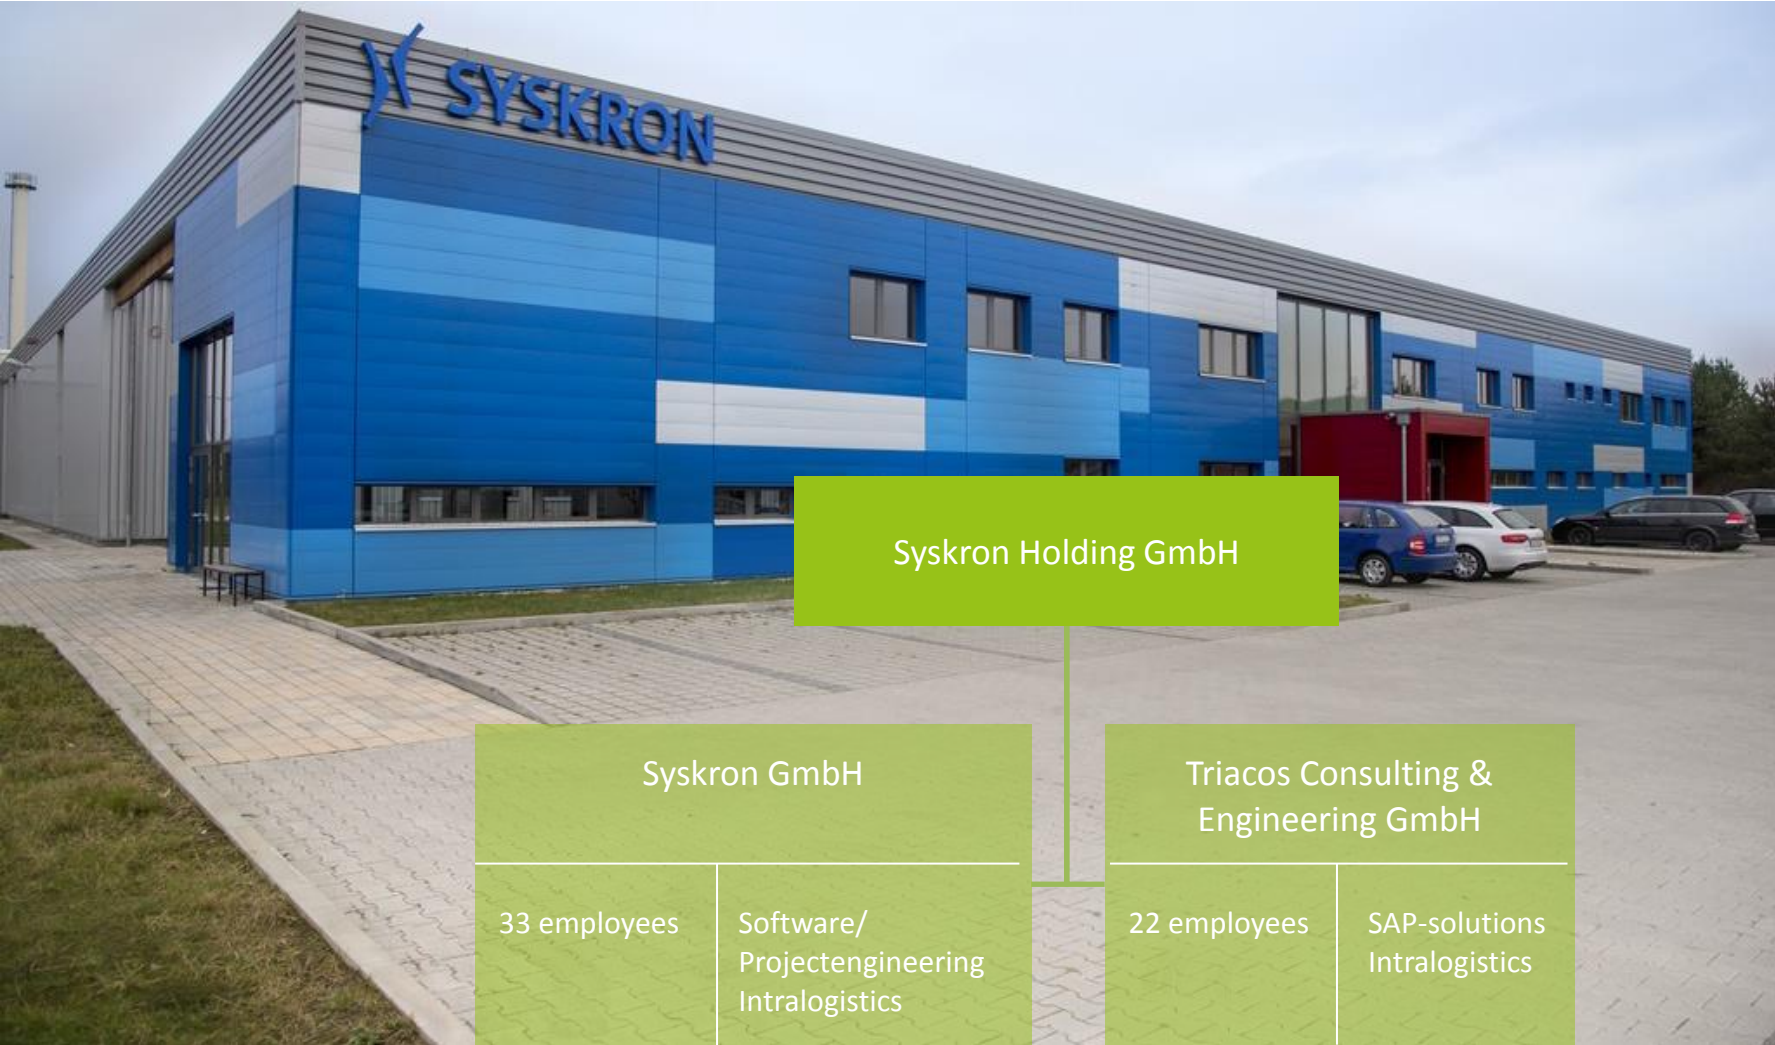 SYSKRON
Syskron Holding GmbH
Syskron GmbH
33 employees
Software/
Projectengineering
Intralogistics
Triacos Consulting &
Engineering GmbH
22 employees
SAP-solutions
Intralogistics